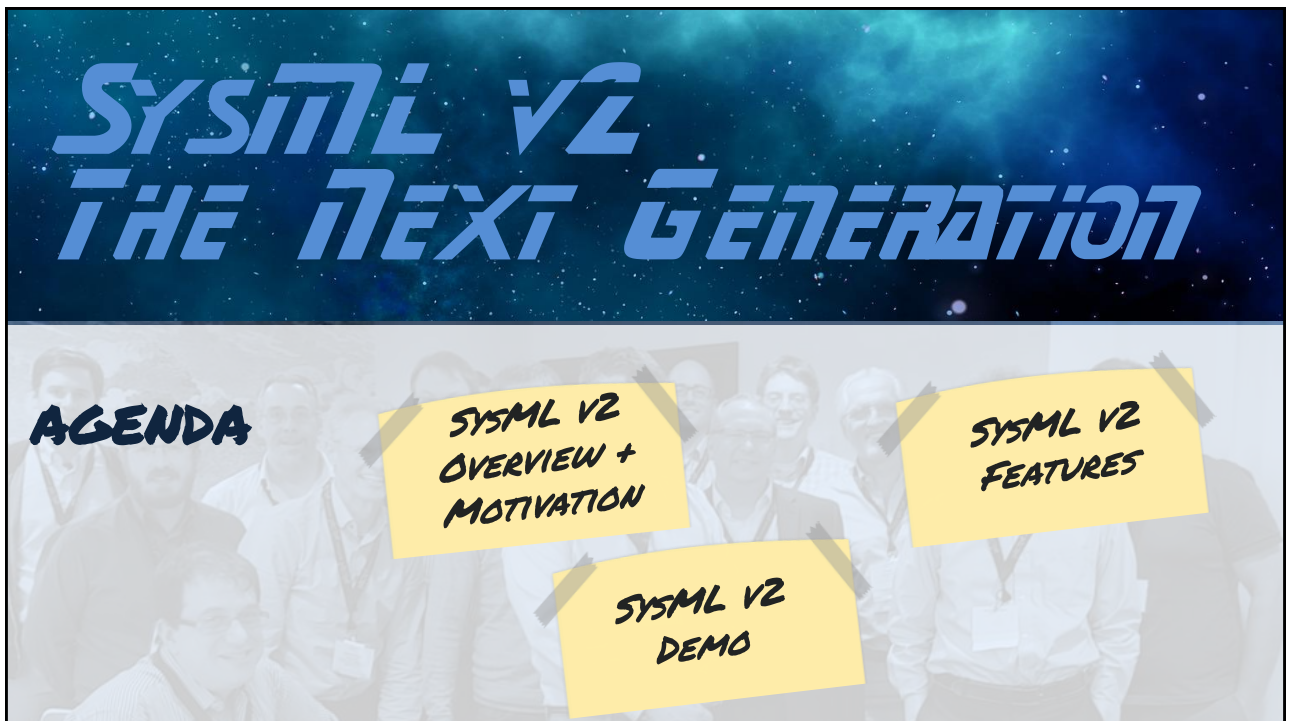 SysML v2
The Next Generation
AGENDA
SysML v2
Overview +
Motivation
SysML v2
Features
SysML v2
Demo